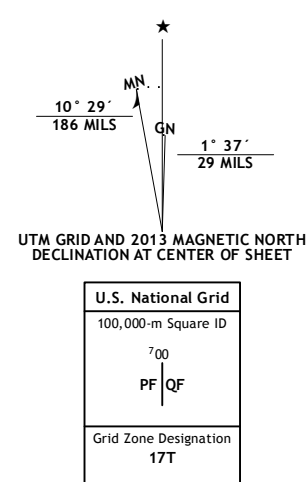 ★
MN
10° 29´
186 MILS
GN
1° 37´
29 MILS
UTM GRID AND 2013 MAGNETIC NORTH
DECLINATION AT CENTER OF SHEET
U.S. National Grid
100,000-m Square ID
⁷00
PF QF
Grid Zone Designation
17T